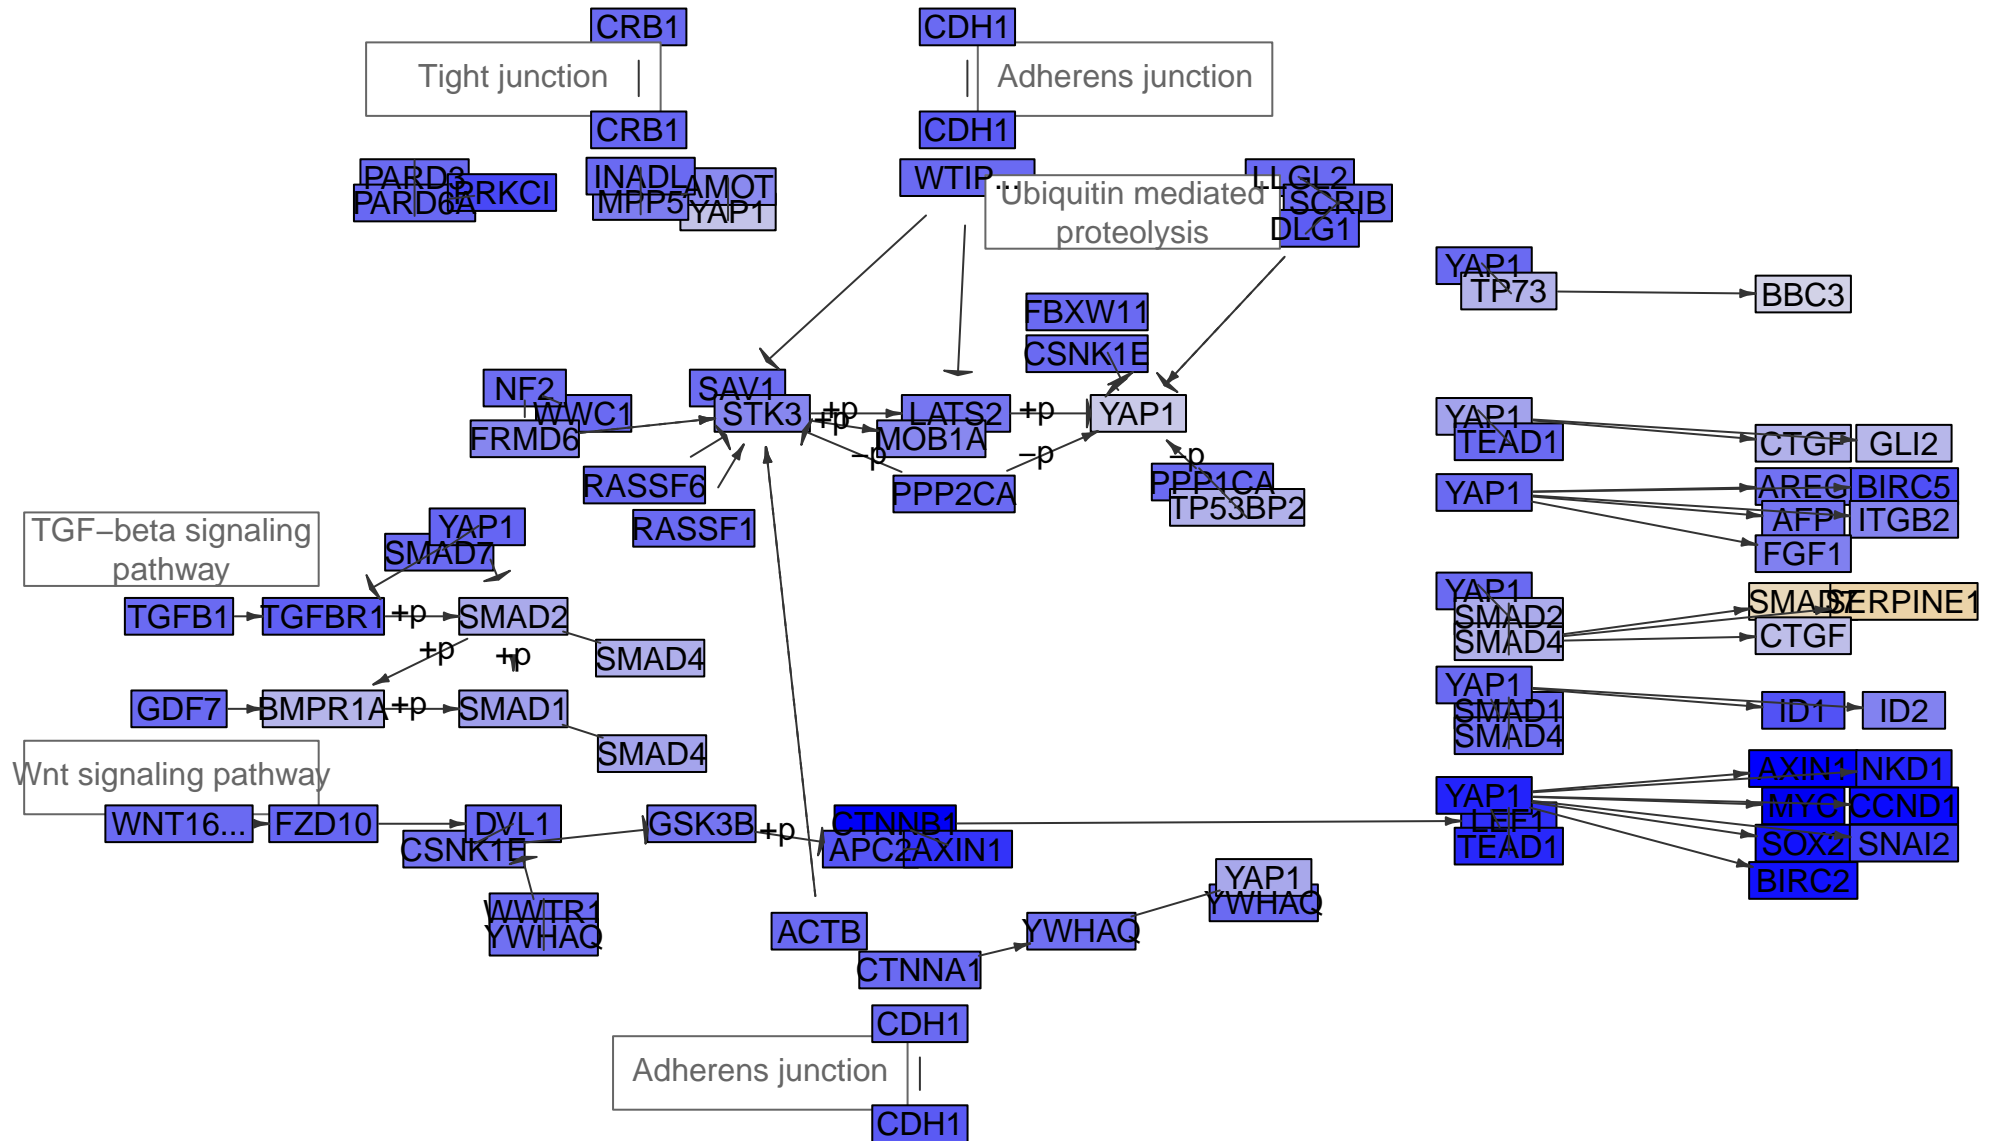 CRB1
CDH1
Tight junction
Adherens junction
CRB1
CDH1
PARD3
PARD6A
PRKCI
INADL
MPP5
AMOT
YAP1
WTIP...
Ubiquitin mediated
proteolysis
LLGL2
SCRIB
DLG1
YAP1
TP73
BBC3
FBXW11
CSNK1E
NF2
WWC1
FRMD6
SAV1
STK3
+p
+p
LATS2
MOB1A
+p
YAP1
−p
−p
−p
RASSF6
RASSF1
PPP2CA
PPP1CA
TP53BP2
YAP1
TEAD1
CTGF
GLI2
YAP1
AREG
BIRC5
AFP
ITGB2
FGF1
TGF−beta signaling
pathway
YAP1
SMAD7
TGFB1
TGFBR1
+p
SMAD2
+p
+p
SMAD4
GDF7
BMPR1A
+p
SMAD1
SMAD4
YAP1
SMAD2
SMAD4
SMAD7
SERPINE1
CTGF
YAP1
SMAD1
SMAD4
ID1
ID2
Wnt signaling pathway
WNT16...
FZD10
DVL1
CSNK1E
GSK3B
+p
CTNNB1
APC2
AXIN1
YAP1
LEF1
TEAD1
AXIN1
NKD1
MYC
CCND1
SOX2
SNAI2
BIRC2
WWTR1
YWHAQ
ACTB
CTNNA1
YWHAQ
YAP1
YWHAQ
CDH1
Adherens junction
CDH1